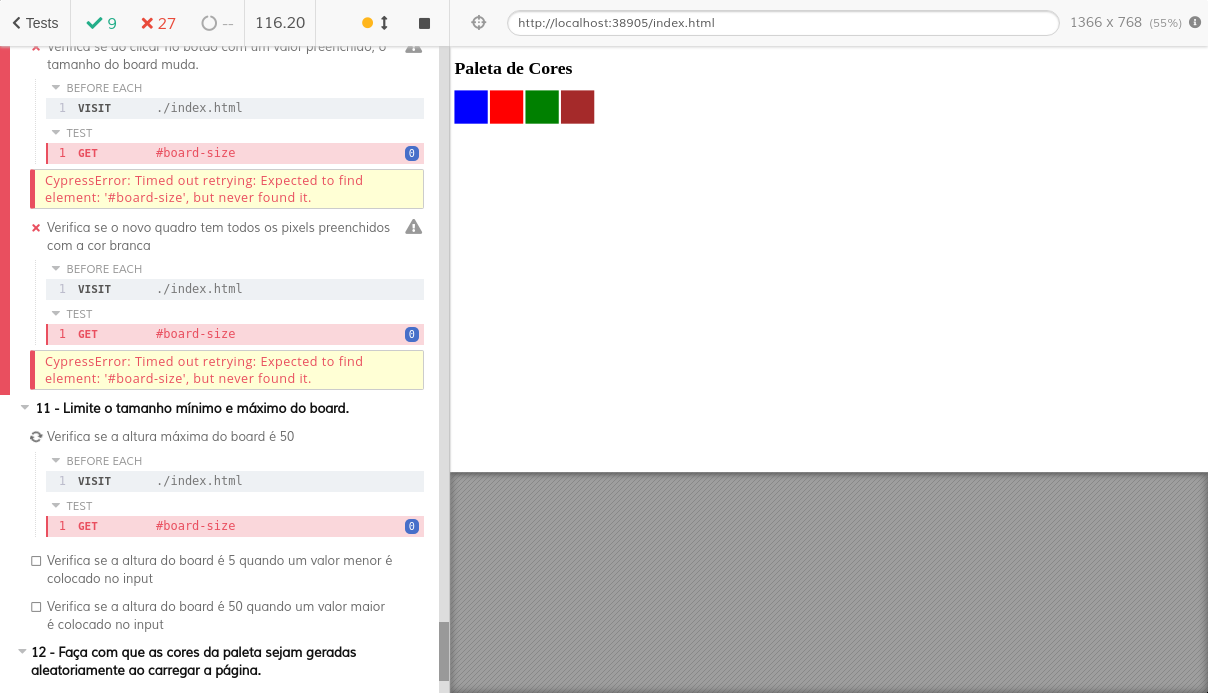 Tests 9 27 -- 116.20 http://localhost:38905/index.html 1366 x 768 (55%)
Verifica se ao clicar no botão com um valor preenchido, o
tamanho do board muda.
BEFORE EACH
1 VISIT ./index.html
TEST
1 GET #board-size 0
CypressError: Timed out retrying: Expected to find
element: '#board-size', but never found it.
Verifica se o novo quadro tem todos os pixels preenchidos
com a cor branca
BEFORE EACH
1 VISIT ./index.html
TEST
1 GET #board-size 0
CypressError: Timed out retrying: Expected to find
element: '#board-size', but never found it.
11 - Limite o tamanho mínimo e máximo do board.
Verifica se a altura máxima do board é 50
BEFORE EACH
1 VISIT ./index.html
TEST
1 GET #board-size 0
Verifica se a altura do board é 5 quando um valor menor é
colocado no input
Verifica se a altura do board é 50 quando um valor maior
é colocado no input
12 - Faça com que as cores da paleta sejam geradas
aleatoriamente ao carregar a página.
Paleta de Cores